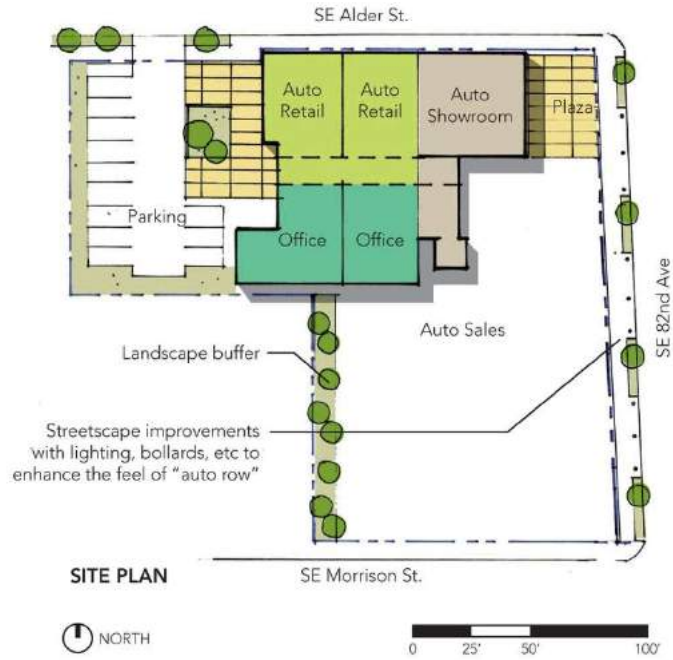 SE Alder St.
Auto
Retail
Auto
Retail
Auto
Showroom
Plaza
Parking
Office
Office
SE 82nd Ave
Auto Sales
Landscape buffer
Streetscape improvements
with lighting, bollards, etc to
enhance the feel of “auto row”
SITE PLAN
SE Morrison St.
NORTH
0 25' 50' 100'